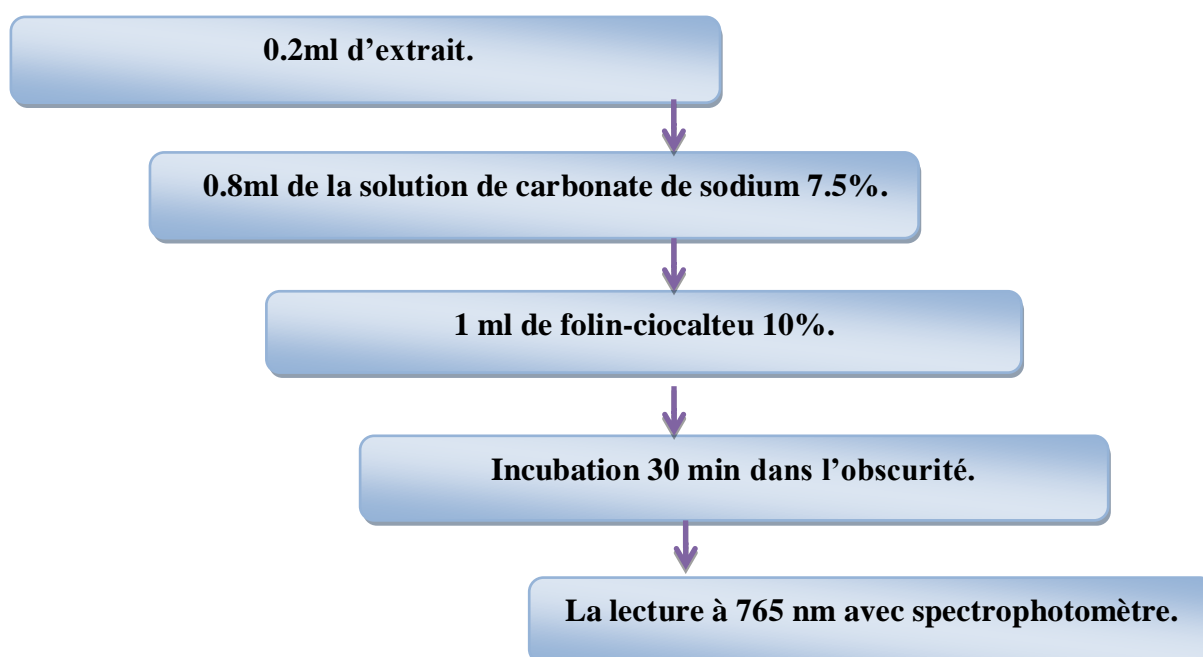 0.2ml d’extrait.
0.8ml de la solution de carbonate de sodium 7.5%.
1 ml de folin-ciocalteu 10%.
Incubation 30 min dans l’obscurité.
La lecture à 765 nm avec spectrophotomètre.